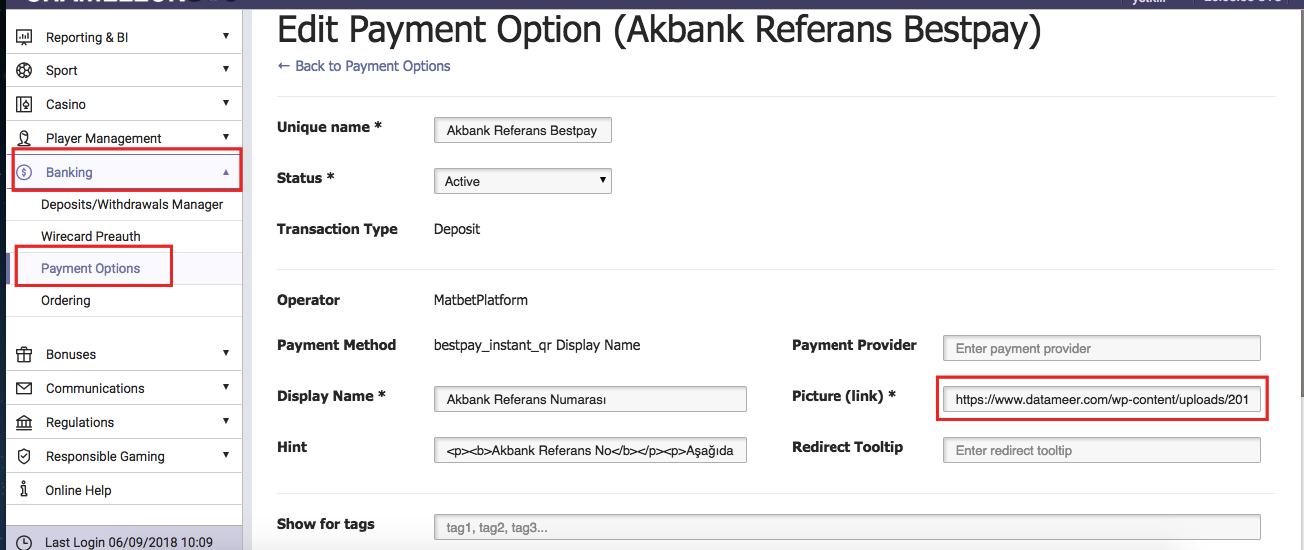 Edit Payment Option (Akbank Referans Bestpay)
← Back to Payment Options
Reporting & BI
Sport
Casino
Player Management
Banking
Deposits/Withdrawals Manager
Wirecard Preauth
Payment Options
Ordering
Bonuses
Communications
Regulations
Responsible Gaming
Online Help
Last Login 06/09/2018 10:09
Unique name * Akbank Referans Bestpay
Status * Active
Transaction Type Deposit
Operator MatbetPlatform
Payment Method bestpay_instant_qr Display Name Payment Provider Enter payment provider
Display Name * Akbank Referans Numarası Picture (link) * https://www.datameer.com/wp-content/uploads/201
Hint <p><b>Akbank Referans No</b></p><p>Aşağıda Redirect Tooltip Enter redirect tooltip
Show for tags tag1, tag2, tag3...